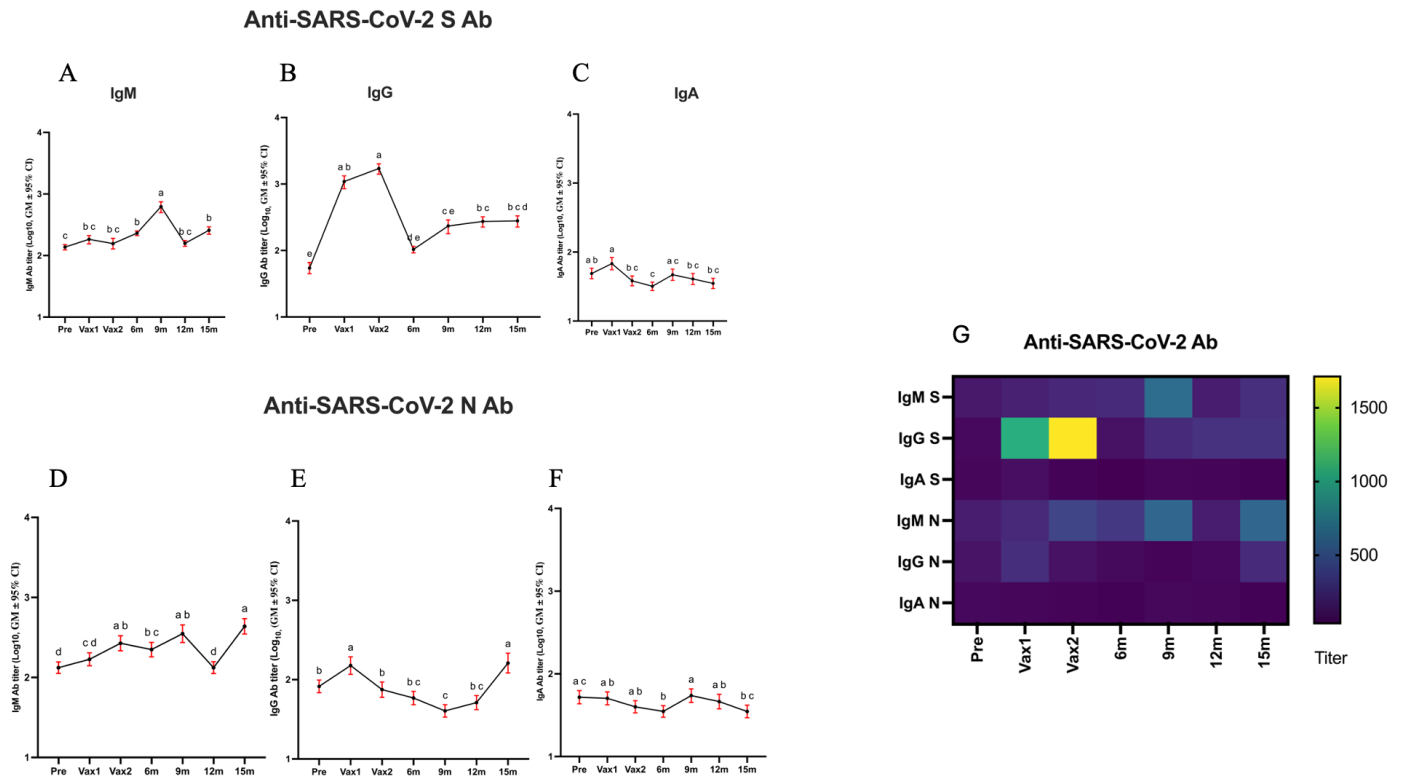 Anti-SARS-CoV-2 S Ab
A
IgM
IgM Ab titer (Log10, GM ± 95% CI)
4
3
2
1
c
b c
b c
b
a
b c
b
Pre Vax1 Vax2 6m 9m 12m 15m
B
IgG
IgG Ab titer (Log10, GM ± 95% CI)
4
3
2
1
e
a b
a
d e
c e
b c
b c d
Pre Vax1 Vax2 6m 9m 12m 15m
C
IgA
IgA Ab titer (Log10, GM ± 95% CI)
4
3
2
1
a b
a
b c
c
a c
b c
b c
Pre Vax1 Vax2 6m 9m 12m 15m
Anti-SARS-CoV-2 N Ab
D
IgM Ab titer (Log10, GM ± 95% CI)
4
3
2
1
d
c d
a b
b c
a b
d
a
Pre Vax1 Vax2 6m 9m 12m 15m
E
IgG Ab titer (Log10, (GM ± 95% CI)
4
3
2
1
b
a
b
b c
c
b c
a
Pre Vax1 Vax2 6m 9m 12m 15m
F
IgA Ab titer (Log10, GM ± 95% CI)
4
3
2
1
a c
a b
a b
b
a
a b
b c
Pre Vax1 Vax2 6m 9m 12m 15m
G
Anti-SARS-CoV-2 Ab
IgM S
IgG S
IgA S
IgM N
IgG N
IgA N
Pre Vax1 Vax2 6m 9m 12m 15m
1500
1000
500
Titer